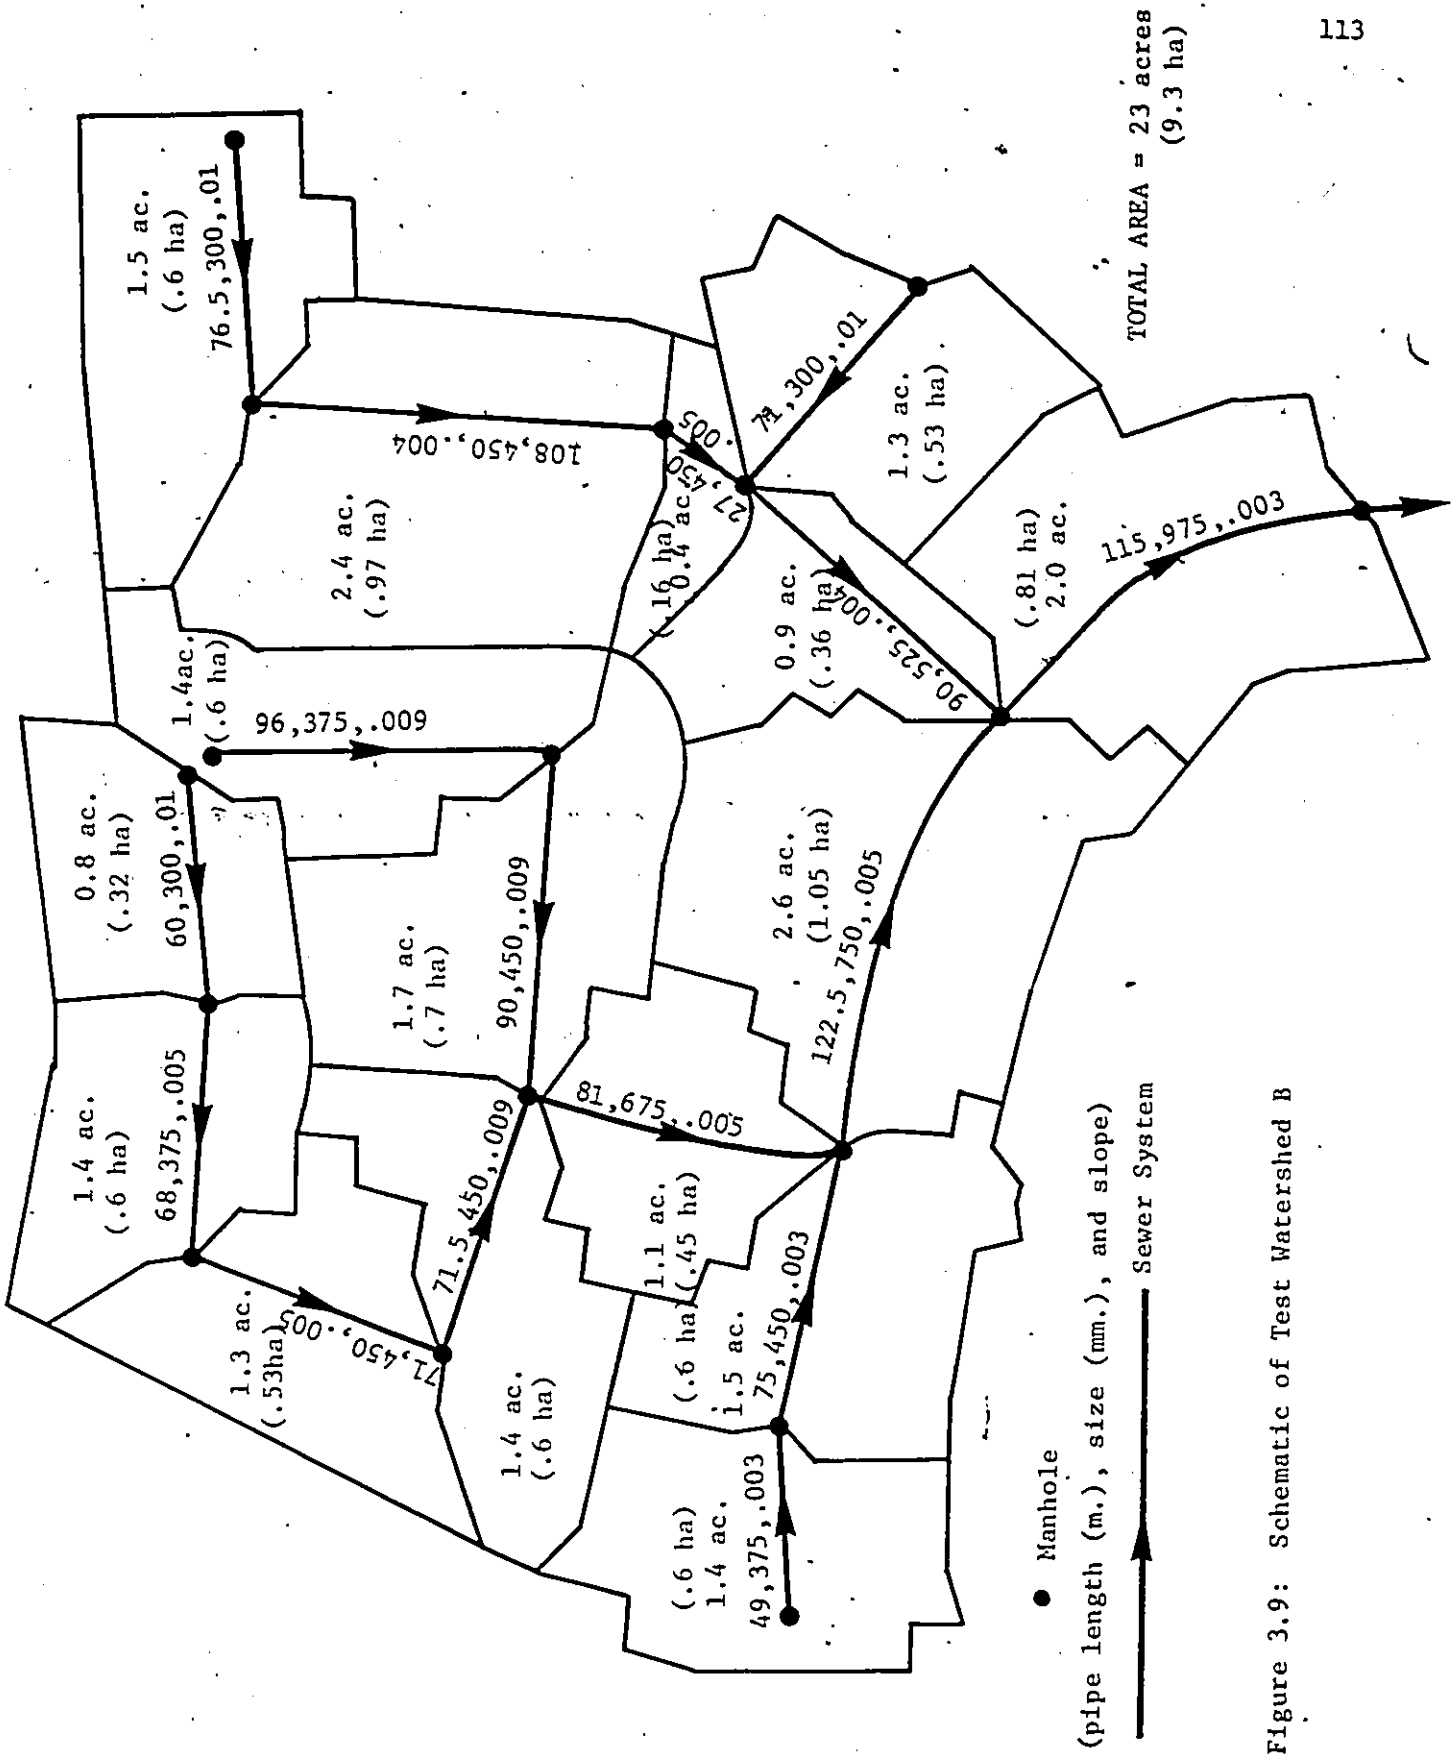 113
1.5 ac.
(.6 ha)
76.5,300,.01
TOTAL AREA = 23 acres
(9.3 ha)
108,450,.004
2.4 ac.
(.97 ha)
27,450,.005
0.4 ac.
(.16 ha)
71,300,.01
1.3 ac.
(.53 ha)
1.4ac.
(.6 ha)
96,375,.009
0.9 ac.
(.36 ha)
90,525,.004
(.81 ha)
2.0 ac.
115,975,.003
0.8 ac.
(.32 ha)
60,300,.01
1.7 ac.
(.7 ha)
90,450,.009
2.6 ac.
(1.05 ha)
122.5,750,.005
1.4 ac.
(.6 ha)
68,375,.005
81,675,.005
1.1 ac.
(.45 ha)
1.3 ac.
(.53ha)
71,450,.005
71.5,450,.009
1.4 ac.
(.6 ha)
(.6 ha)
1.5 ac.
75,450,.003
(.6 ha)
1.4 ac.
49,375,.003
Manhole
(pipe length (m.), size (mm.), and slope)
Sewer System
Figure 3.9: Schematic of Test Watershed B